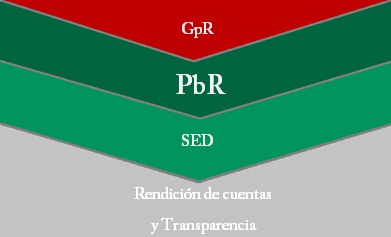 GpR
PbR
SED
Rendición de cuentas
y Transparencia